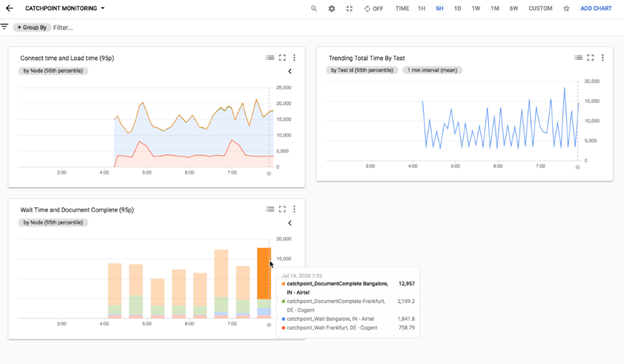 CATCHPOINT MONITORING
OFF TIME 1H 6H 1D 1W 1M 6W CUSTOM ADD CHART
+ Group By Filter...
Connect time and Load time (95p)
by Node (95th percentile)
25,000
20,000
15,000
10,000
5,000
0
3:00 4:00 5:00 6:00 7:00
Trending Total Time By Test
by Test id (95th percentile) 1 min interval (mean)
20,000
15,000
10,000
5,000
0
3:00 4:00 5:00 6:00 7:00
Wait Time and Document Complete (95p)
by Node (95th percentile)
20,000
15,000
3:00 4:00 5:00 6:00 7:00
Jul 16, 2020 7:52
catchpoint_DocumentComplete Bangalore, 12,957
IN - Airtel
catchpoint_DocumentComplete Frankfurt, 2,199.2
DE - Cogent
catchpoint_Wait Bangalore, IN - Airtel 1,841.8
catchpoint_Wait Frankfurt, DE - Cogent 758.79